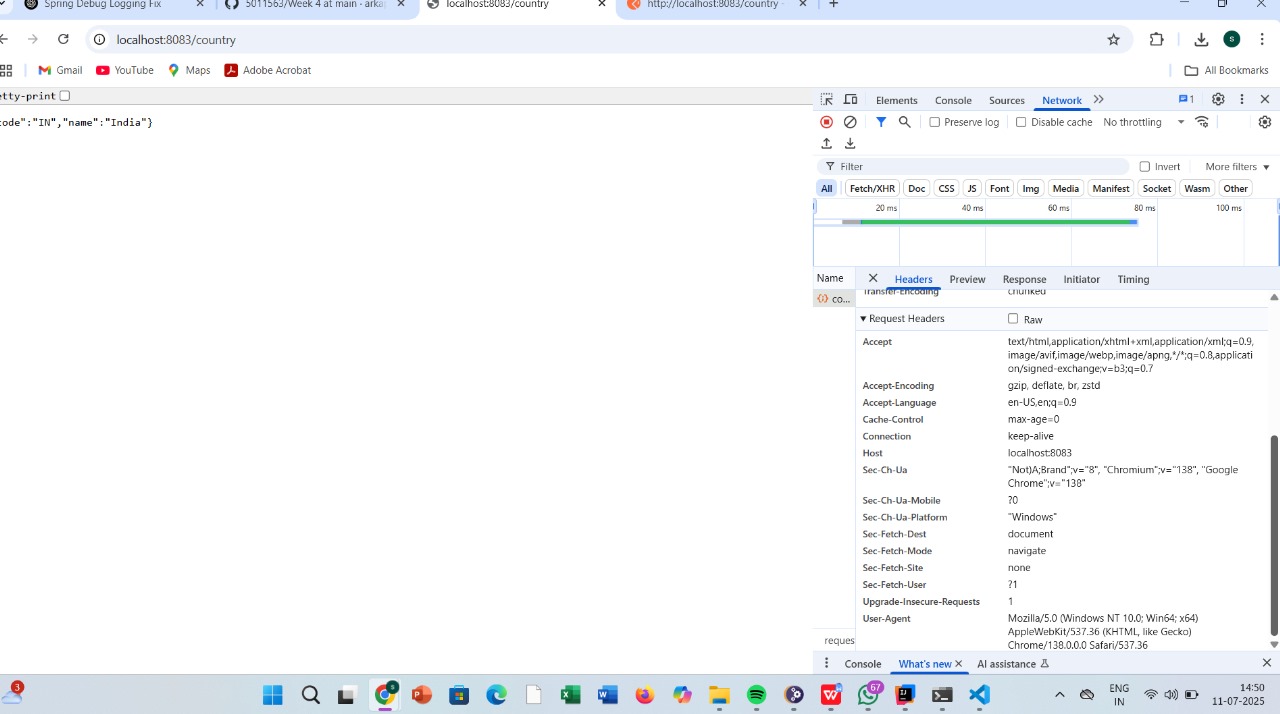 Spring Debug Logging Fix
5011563/Week 4 at main · arka
localhost:8083/country
http://localhost:8083/country
localhost:8083/country
S
Gmail
YouTube
Maps
Adobe Acrobat
All Bookmarks
etty-print
code":"IN","name":"India"}
Elements
Console
Sources
Network
1
Preserve log
Disable cache
No throttling
Filter
Invert
More filters
All
Fetch/XHR
Doc
CSS
JS
Font
Img
Media
Manifest
Socket
Wasm
Other
20 ms
40 ms
60 ms
80 ms
100 ms
Name
Headers
Preview
Response
Initiator
Timing
co...
Transfer-Encoding
chunked
Request Headers
Raw
Accept
text/html,application/xhtml+xml,application/xml;q=0.9,
image/avif,image/webp,image/apng,*/*;q=0.8,applicati
on/signed-exchange;v=b3;q=0.7
Accept-Encoding
gzip, deflate, br, zstd
Accept-Language
en-US,en;q=0.9
Cache-Control
max-age=0
Connection
keep-alive
Host
localhost:8083
Sec-Ch-Ua
"Not)A;Brand";v="8", "Chromium";v="138", "Google
Chrome";v="138"
Sec-Ch-Ua-Mobile
?0
Sec-Ch-Ua-Platform
"Windows"
Sec-Fetch-Dest
document
Sec-Fetch-Mode
navigate
Sec-Fetch-Site
none
Sec-Fetch-User
?1
Upgrade-Insecure-Requests
1
User-Agent
Mozilla/5.0 (Windows NT 10.0; Win64; x64)
AppleWebKit/537.36 (KHTML, like Gecko)
Chrome/138.0.0.0 Safari/537.36
reques
Console
What's new
AI assistance
3
67
ENG
IN
14:50
11-07-2025